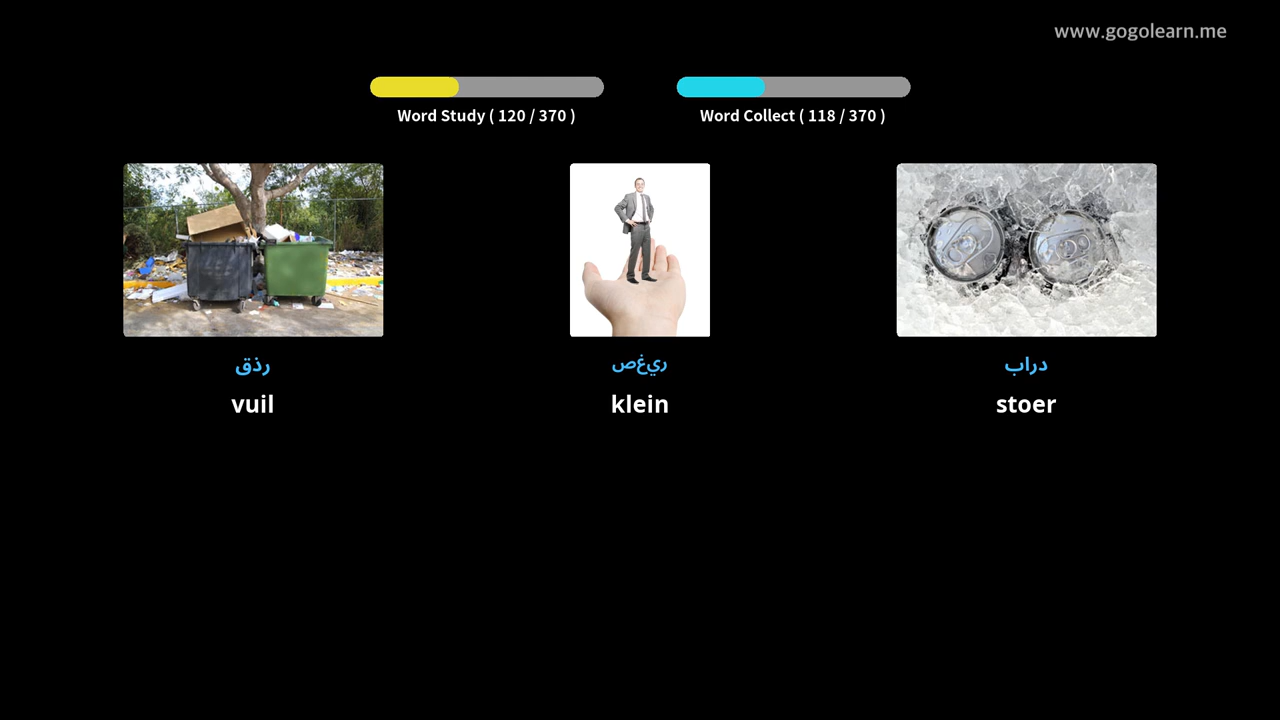 www.gogolearn.me
Word Study ( 120 / 370 )
Word Collect ( 118 / 370 )
رذق
vuil
ريغص
klein
دراب
stoer